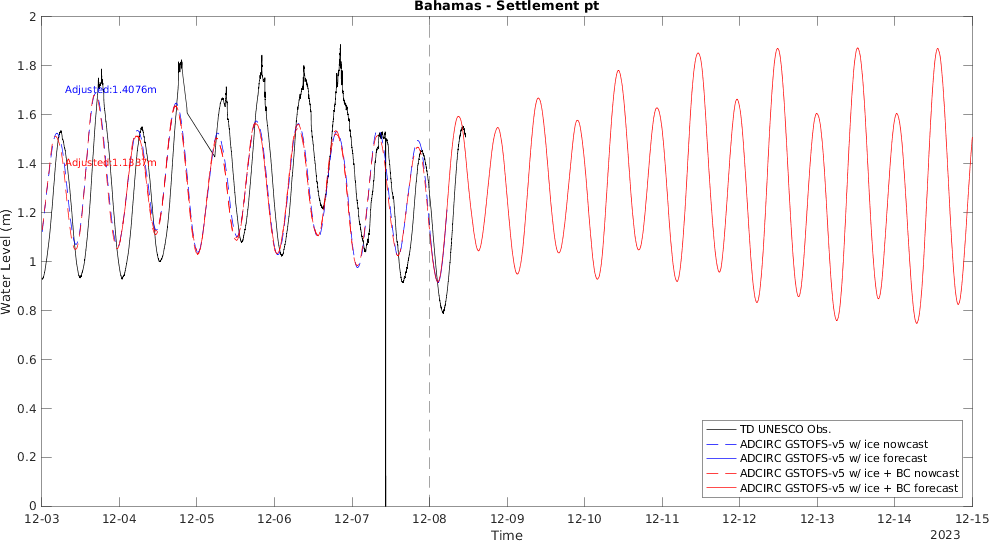 Bahamas - Settlement pt
Water Level (m)
2
1.8
1.6
1.4
1.2
1
0.8
0.6
0.4
0.2
0
Adjusted:1.4076m
Adjusted:1.1337m
TD UNESCO Obs.
ADCIRC GSTOFS-v5 w/ ice nowcast
ADCIRC GSTOFS-v5 w/ ice forecast
ADCIRC GSTOFS-v5 w/ ice + BC nowcast
ADCIRC GSTOFS-v5 w/ ice + BC forecast
12-03 12-04 12-05 12-06 12-07 12-08 12-09 12-10 12-11 12-12 12-13 12-14 12-15
Time
2023